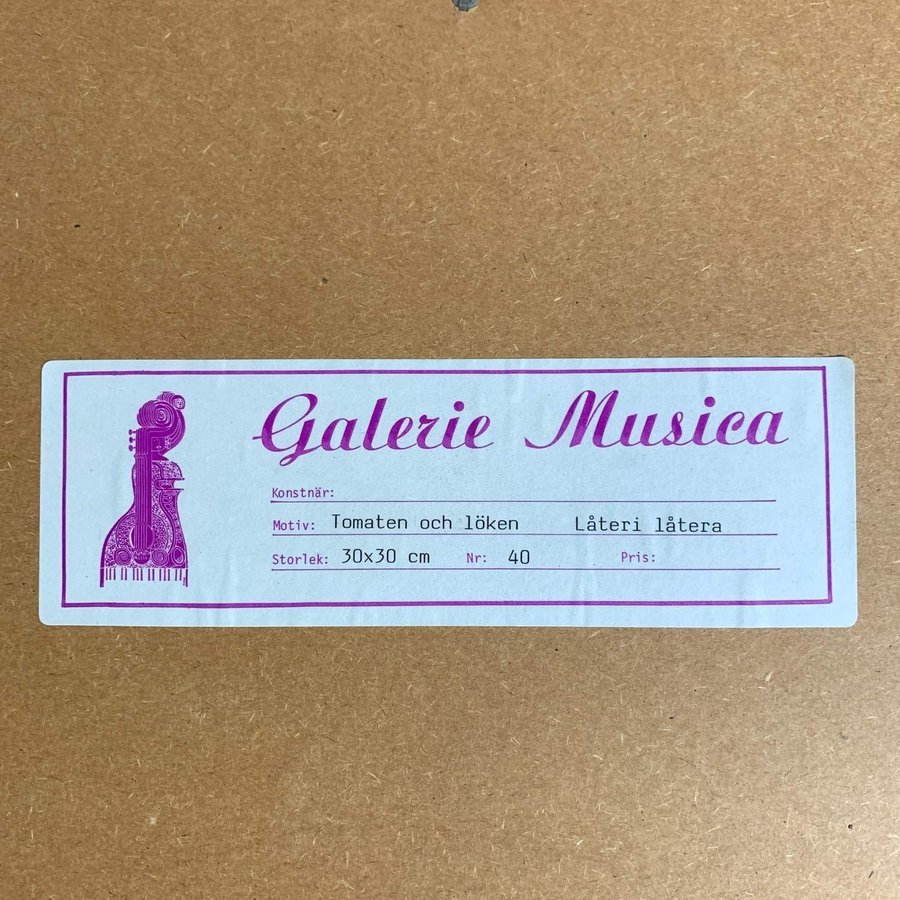 Galerie Musica
Konstnär:
Motiv: Tomaten och löken Låteri låtera
Storlek: 30x30 cm Nr: 40 Pris: